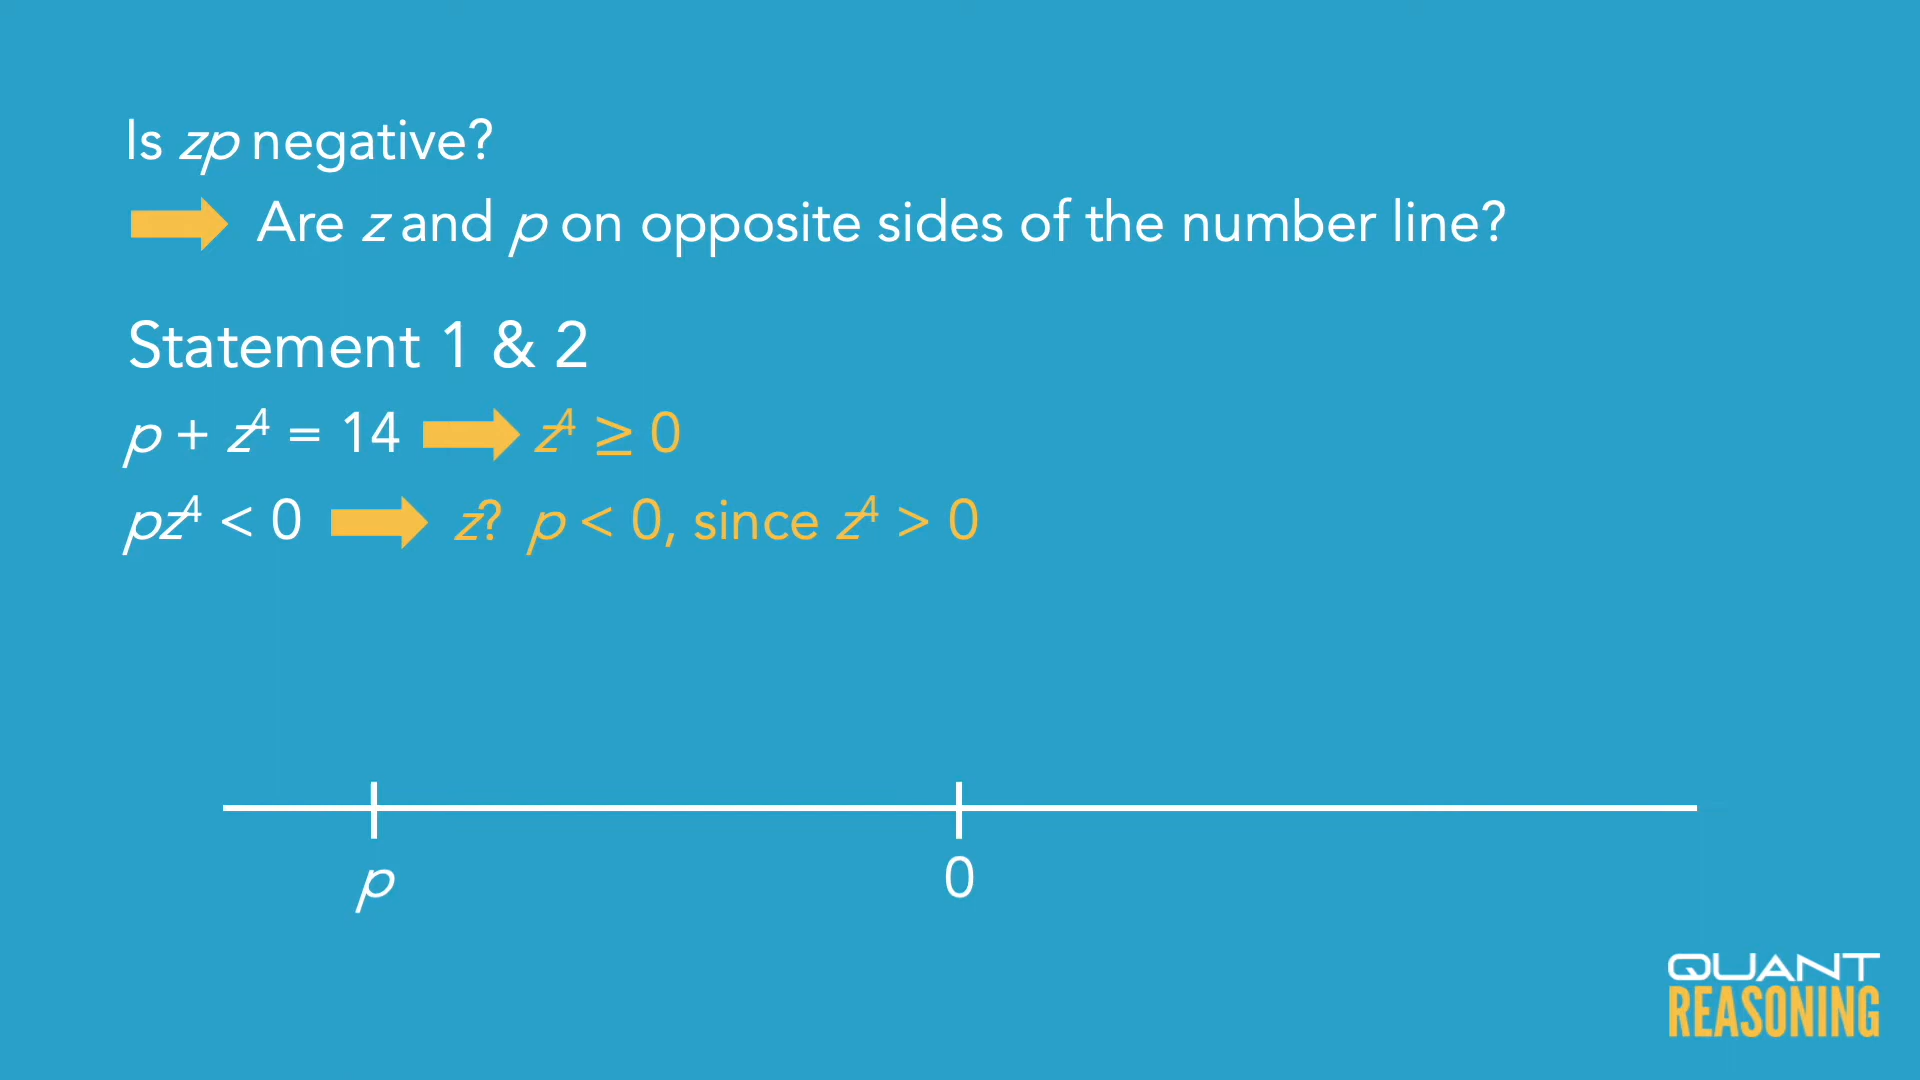 Is zp negative?
Are z and p on opposite sides of the number line?
Statement 1 & 2
p + z⁴ = 14 z⁴ ≥ 0
pz⁴ < 0 z? p < 0, since z⁴ > 0
p 0
QUANT
REASONING